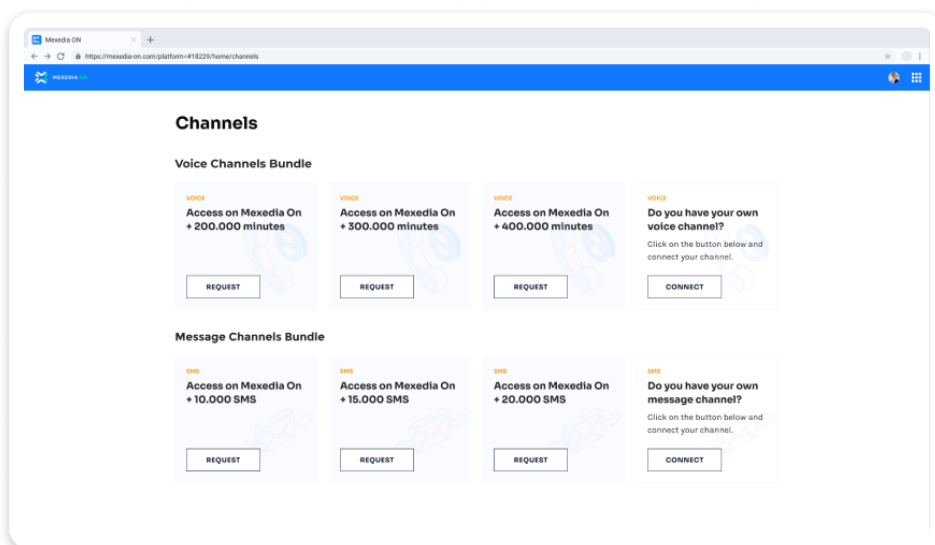 Mexedia ON
https://mexedia-on.com/platform=#18229/home/channels
MEXEDIA ON
Channels
Voice Channels Bundle
VOICE
Access on Mexedia On
+ 200.000 minutes
REQUEST
VOICE
Access on Mexedia On
+ 300.000 minutes
REQUEST
VOICE
Access on Mexedia On
+ 400.000 minutes
REQUEST
VOICE
Do you have your own
voice channel?
Click on the button below and
connect your channel.
CONNECT
Message Channels Bundle
SMS
Access on Mexedia On
+ 10.000 SMS
REQUEST
SMS
Access on Mexedia On
+ 15.000 SMS
REQUEST
SMS
Access on Mexedia On
+ 20.000 SMS
REQUEST
SMS
Do you have your own
message channel?
Click on the button below and
connect your channel.
CONNECT